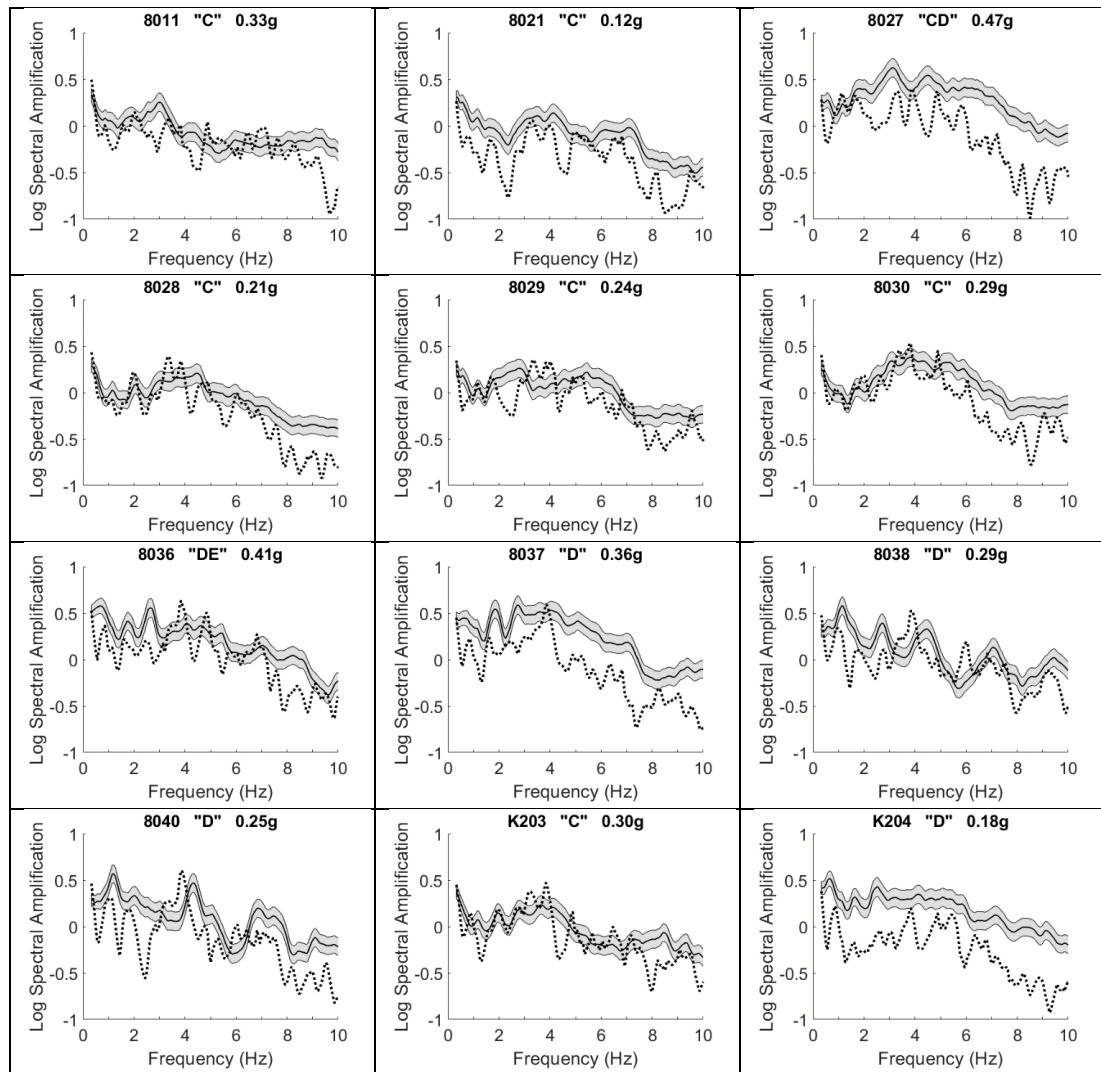 8011 "C" 0.33g
Log Spectral Amplification
1
0.5
0
-0.5
-1
0 2 4 6 8 10
Frequency (Hz)
8021 "C" 0.12g
Log Spectral Amplification
1
0.5
0
-0.5
-1
0 2 4 6 8 10
Frequency (Hz)
8027 "CD" 0.47g
Log Spectral Amplification
1
0.5
0
-0.5
-1
0 2 4 6 8 10
Frequency (Hz)
8028 "C" 0.21g
Log Spectral Amplification
1
0.5
0
-0.5
-1
0 2 4 6 8 10
Frequency (Hz)
8029 "C" 0.24g
Log Spectral Amplification
1
0.5
0
-0.5
-1
0 2 4 6 8 10
Frequency (Hz)
8030 "C" 0.29g
Log Spectral Amplification
1
0.5
0
-0.5
-1
0 2 4 6 8 10
Frequency (Hz)
8036 "DE" 0.41g
Log Spectral Amplification
1
0.5
0
-0.5
-1
0 2 4 6 8 10
Frequency (Hz)
8037 "D" 0.36g
Log Spectral Amplification
1
0.5
0
-0.5
-1
0 2 4 6 8 10
Frequency (Hz)
8038 "D" 0.29g
Log Spectral Amplification
1
0.5
0
-0.5
-1
0 2 4 6 8 10
Frequency (Hz)
8040 "D" 0.25g
Log Spectral Amplification
1
0.5
0
-0.5
-1
0 2 4 6 8 10
Frequency (Hz)
K203 "C" 0.30g
Log Spectral Amplification
1
0.5
0
-0.5
-1
0 2 4 6 8 10
Frequency (Hz)
K204 "D" 0.18g
Log Spectral Amplification
1
0.5
0
-0.5
-1
0 2 4 6 8 10
Frequency (Hz)